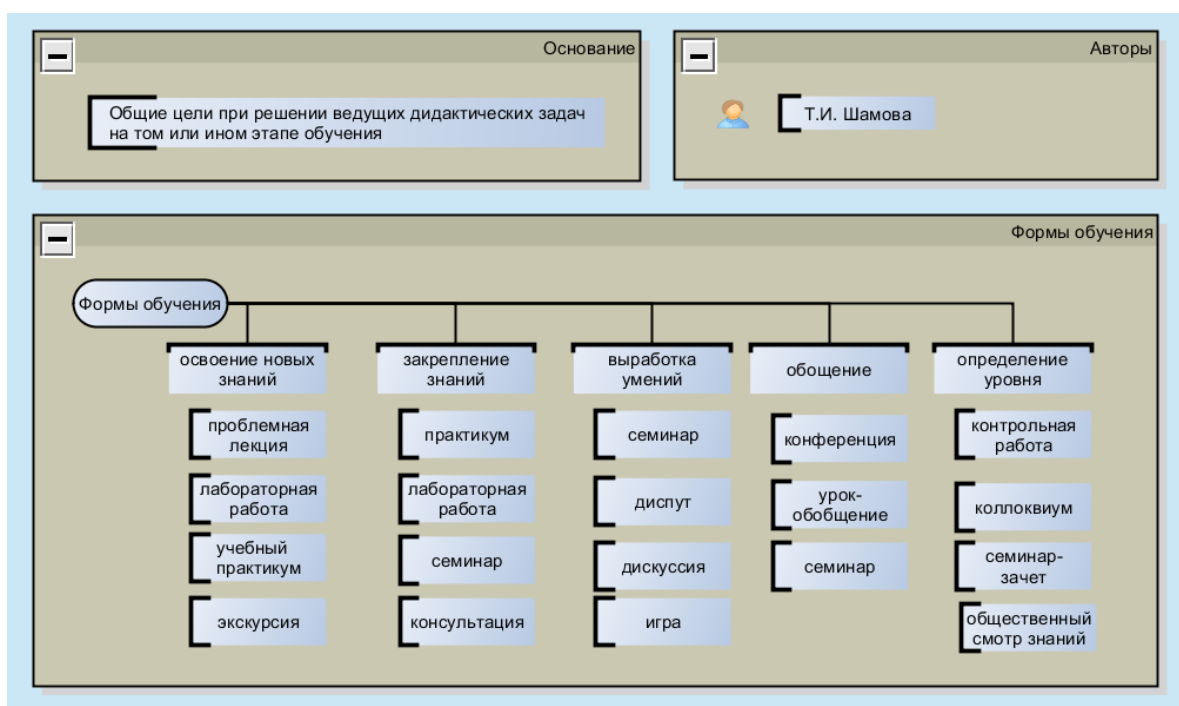 Основание
Общие цели при решении ведущих дидактических задач
на том или ином этапе обучения
Авторы
Т.И. Шамова
Формы обучения
Формы обучения
освоение новых
знаний
проблемная
лекция
лабораторная
работа
учебный
практикум
экскурсия
закрепление
знаний
практикум
лабораторная
работа
семинар
консультация
выработка
умений
семинар
диспут
дискуссия
игра
обощение
конференция
урок-
обобщение
семинар
определение
уровня
контрольная
работа
коллоквиум
семинар-
зачет
общественный
смотр знаний